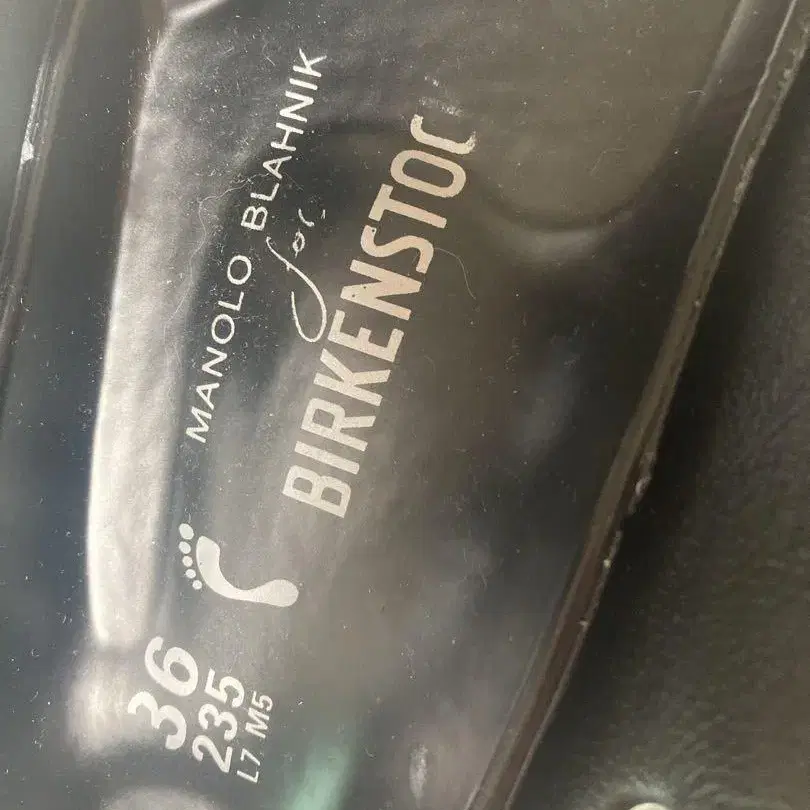 MANOLO BLAHNIK
for
BIRKENSTOC
36
235
L7 M5